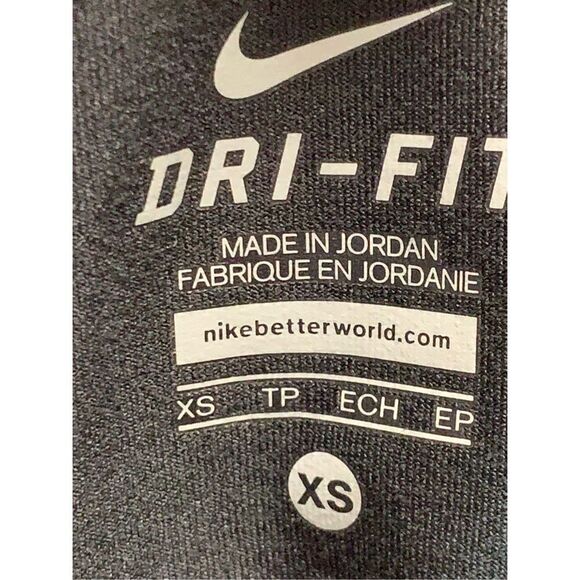 DRI-FIT
MADE IN JORDAN
FABRIQUE EN JORDANIE
nikebetterworld.com
XS TP ECH EP
XS